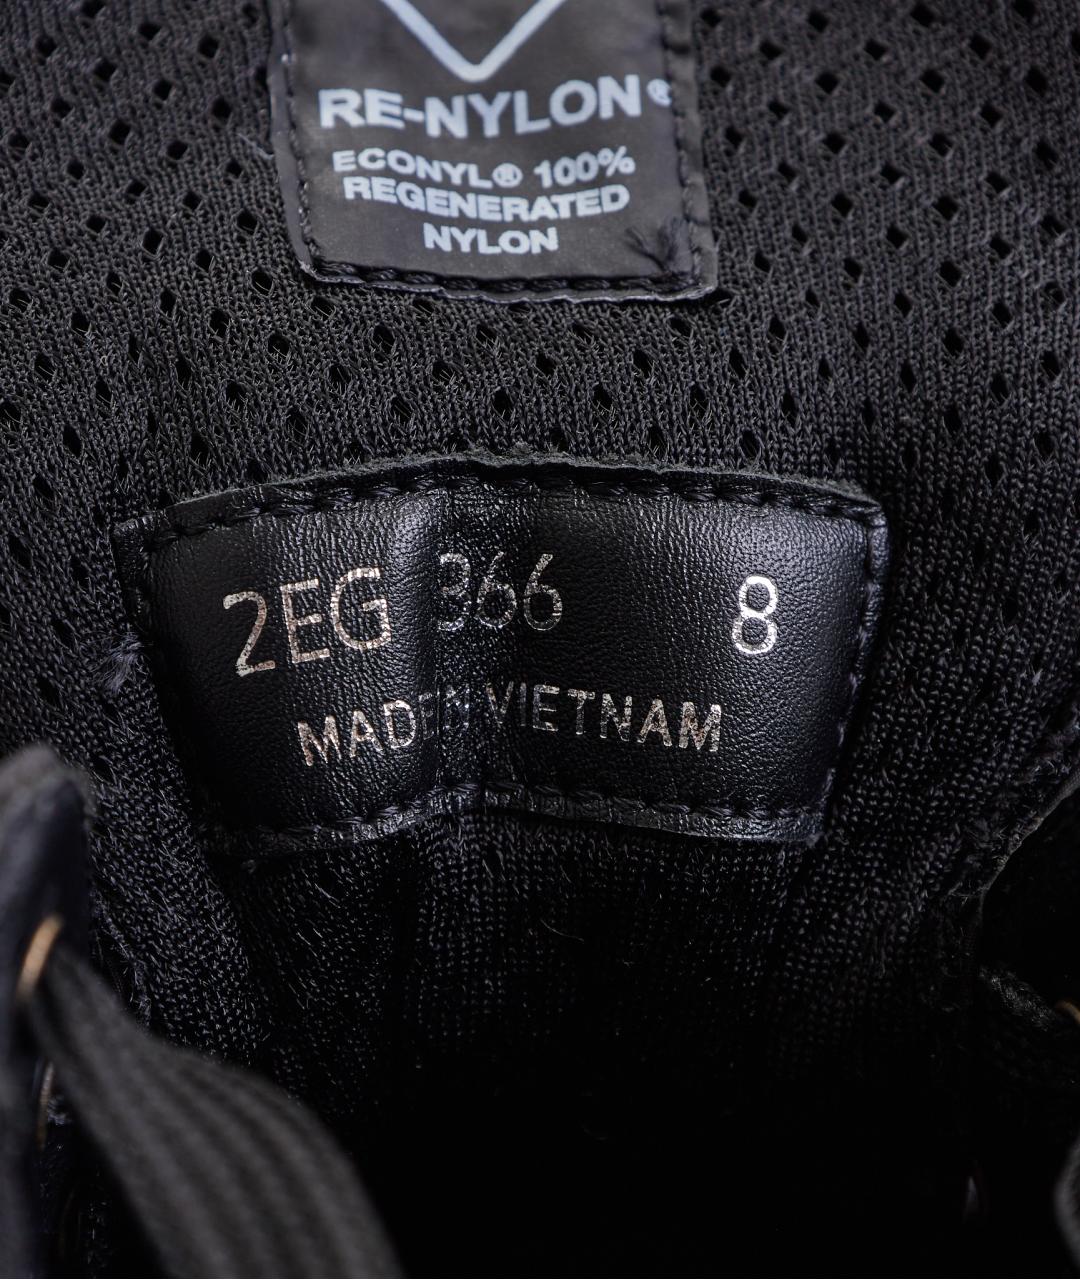 RE-NYLON®
ECONYL® 100%
REGENERATED
NYLON
2EG 366 8
MADE IN VIETNAM